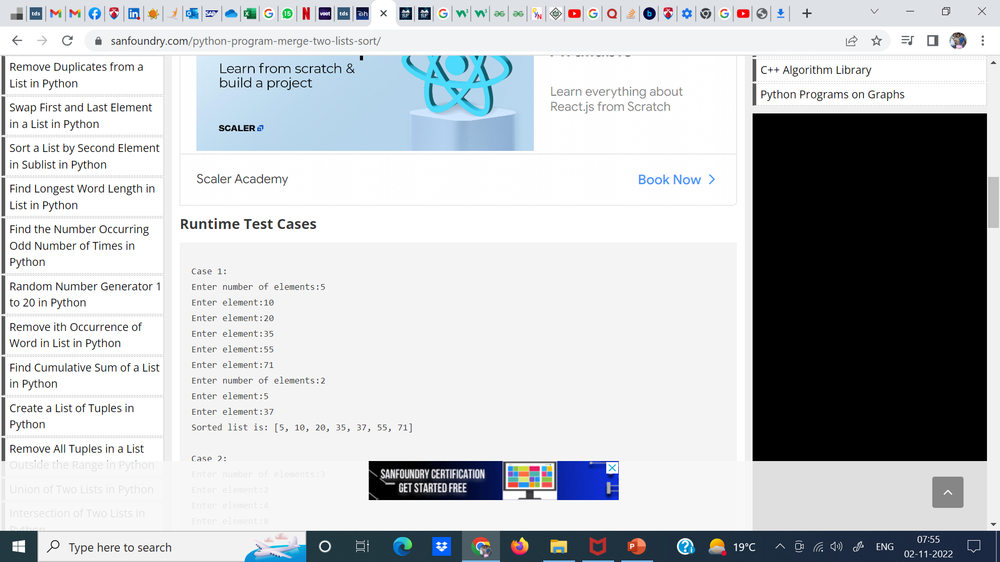 tds
SAP
15
N
voot
tds
Dh
SF
SF
sanfoundry.com/python-program-merge-two-lists-sort/
Remove Duplicates from a
List in Python
Swap First and Last Element
in a List in Python
Sort a List by Second Element
in Sublist in Python
Find Longest Word Length in
List in Python
Find the Number Occurring
Odd Number of Times in
Python
Random Number Generator 1
to 20 in Python
Remove ith Occurrence of
Word in List in Python
Find Cumulative Sum of a List
in Python
Create a List of Tuples in
Python
Remove All Tuples in a List
Outside the Range in Python
Union of Two Lists in Python
Intersection of Two Lists in
Python
Learn from scratch &
build a project
SCALER
Learn everything about
React.js from Scratch
Scaler Academy
Book Now
Runtime Test Cases
Case 1:
Enter number of elements:5
Enter element:10
Enter element:20
Enter element:35
Enter element:55
Enter element:71
Enter number of elements:2
Enter element:5
Enter element:37
Sorted list is: [5, 10, 20, 35, 37, 55, 71]
Case 2:
Enter number of elements:3
Enter element:2
Enter element:4
Enter element:8
SANFOUNDRY CERTIFICATION
GET STARTED FREE
C++ Algorithm Library
Python Programs on Graphs
Type here to search
19°C
ENG
07:55
02-11-2022